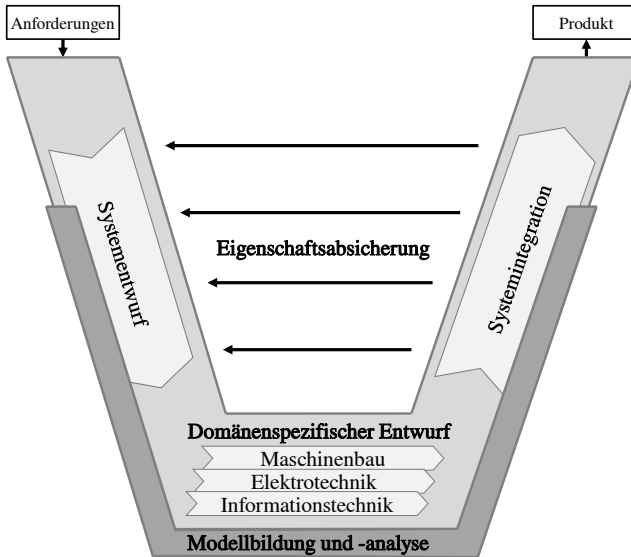 Anforderungen
Produkt
Systementwurf
Eigenschaftsabsicherung
Systemintegration
Domänenspezifischer Entwurf
Maschinenbau
Elektrotechnik
Informationstechnik
Modellbildung und -analyse